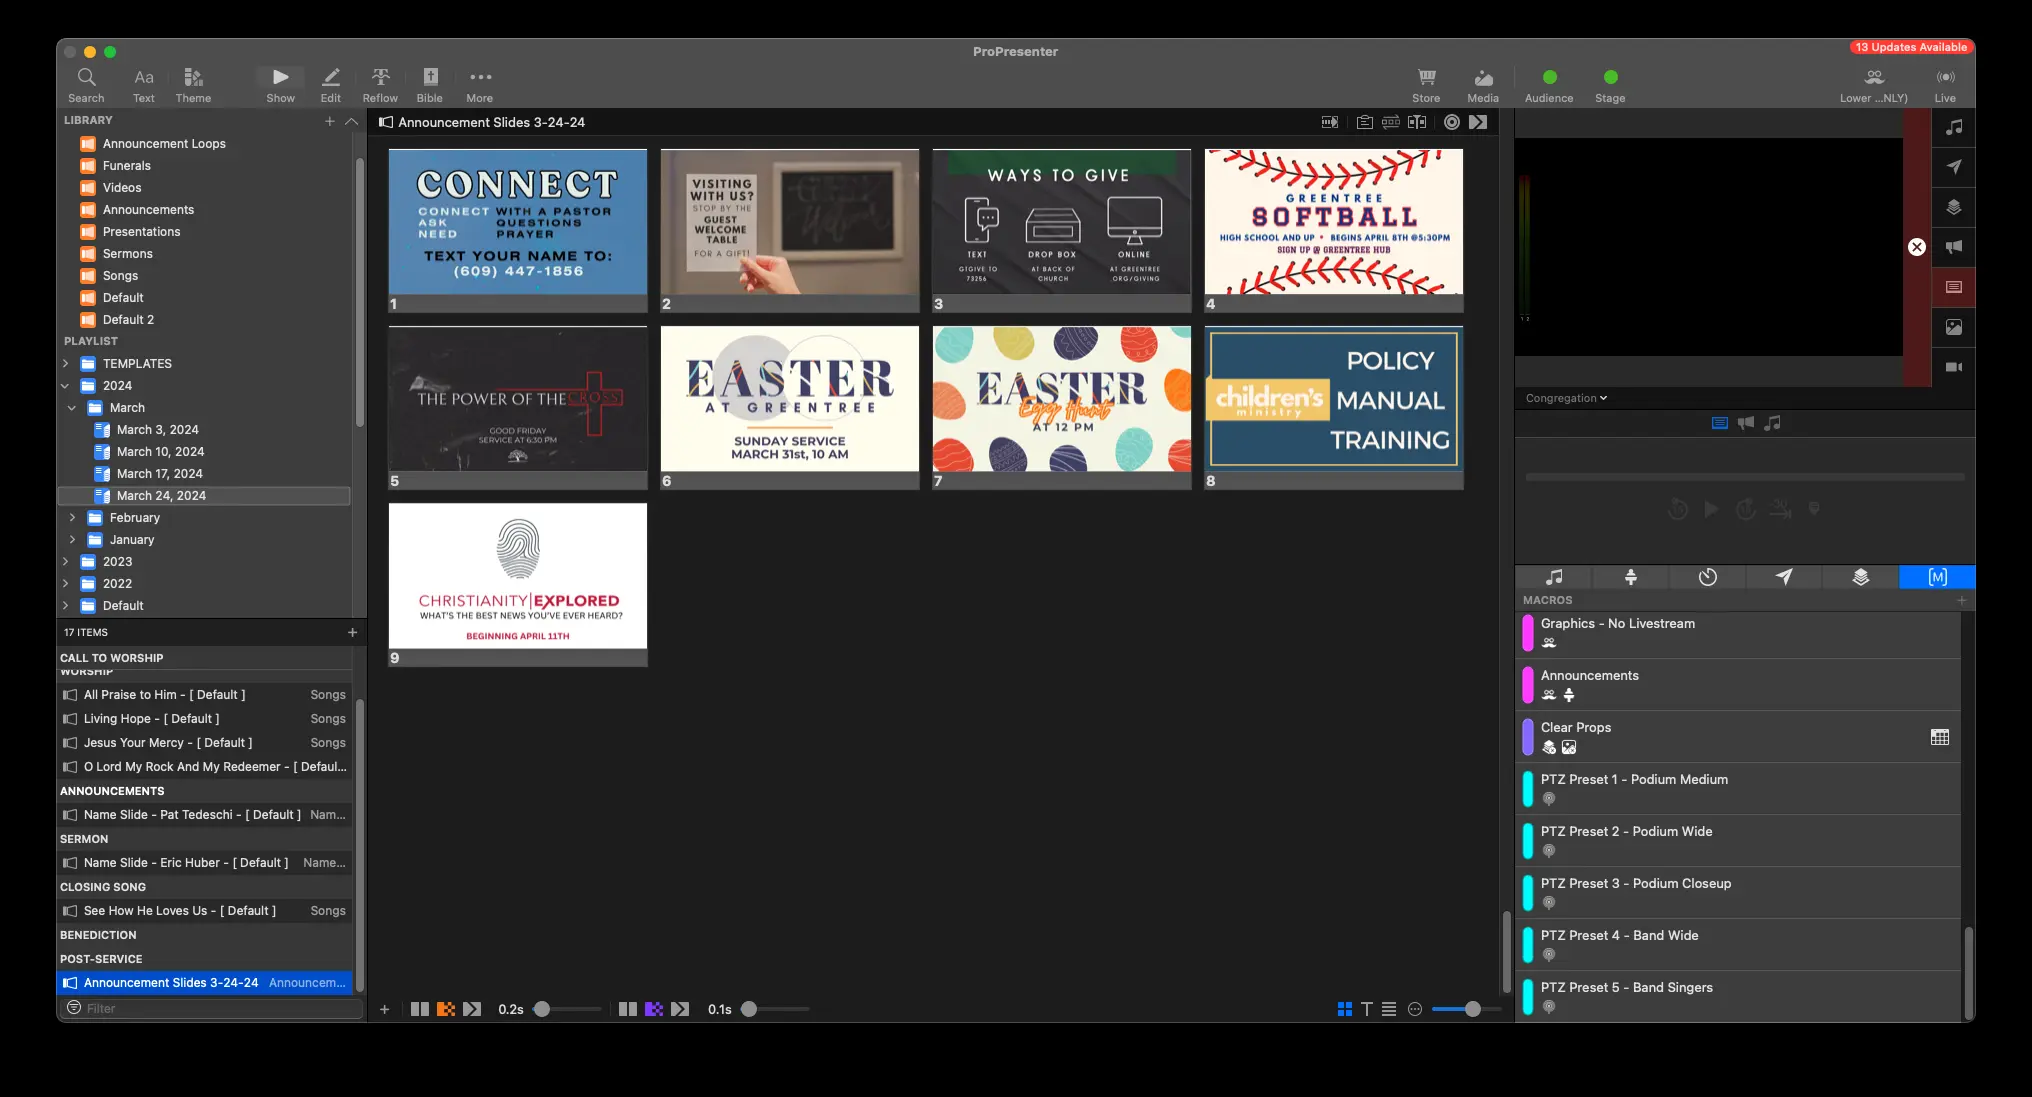 ProPresenter
13 Updates Available
Search
Text
Theme
Show
Edit
Reflow
Bible
More
Store
Media
Audience
Stage
Lower ...NLY)
Live
LIBRARY
Announcement Loops
Funerals
Videos
Announcements
Presentations
Sermons
Songs
Default
Default 2
PLAYLIST
TEMPLATES
2024
March
March 3, 2024
March 10, 2024
March 17, 2024
March 24, 2024
February
January
2023
2022
Default
17 ITEMS
CALL TO WORSHIP
WORSHIP
All Praise to Him - [ Default ] Songs
Living Hope - [ Default ] Songs
Jesus Your Mercy - [ Default ] Songs
O Lord My Rock And My Redeemer - [ Defaul...
ANNOUNCEMENTS
Name Slide - Pat Tedeschi - [ Default ] Nam...
SERMON
Name Slide - Eric Huber - [ Default ] Name...
CLOSING SONG
See How He Loves Us - [ Default ] Songs
BENEDICTION
POST-SERVICE
Announcement Slides 3-24-24 Announcem...
Filter
Announcement Slides 3-24-24
CONNECT
CONNECT WITH A PASTOR
ASK QUESTIONS
NEED PRAYER
TEXT YOUR NAME TO:
(609) 447-1856
1
VISITING
WITH US?
STOP BY THE
GUEST
WELCOME
TABLE
FOR A GIFT!
2
WAYS TO GIVE
TEXT
GTGIVE TO
73256
DROP BOX
AT BACK OF
CHURCH
ONLINE
AT GREENTREE
.ORG/GIVING
3
GREENTREE
SOFTBALL
HIGH SCHOOL AND UP • BEGINS APRIL 8TH @5:30PM
SIGN UP @ GREENTREE HUB
4
THE POWER OF THE CROSS
GOOD FRIDAY
SERVICE AT 6:30 PM
5
EASTER
AT GREENTREE
SUNDAY SERVICE
MARCH 31st, 10 AM
6
EASTER
Egg Hunt
AT 12 PM
7
children's
ministry
POLICY
MANUAL
TRAINING
8
CHRISTIANITY|EXPLORED
WHAT'S THE BEST NEWS YOU'VE EVER HEARD?
BEGINNING APRIL 11TH
9
0.2s
0.1s
1 2
Congregation
MACROS
Graphics - No Livestream
Announcements
Clear Props
PTZ Preset 1 - Podium Medium
PTZ Preset 2 - Podium Wide
PTZ Preset 3 - Podium Closeup
PTZ Preset 4 - Band Wide
PTZ Preset 5 - Band Singers